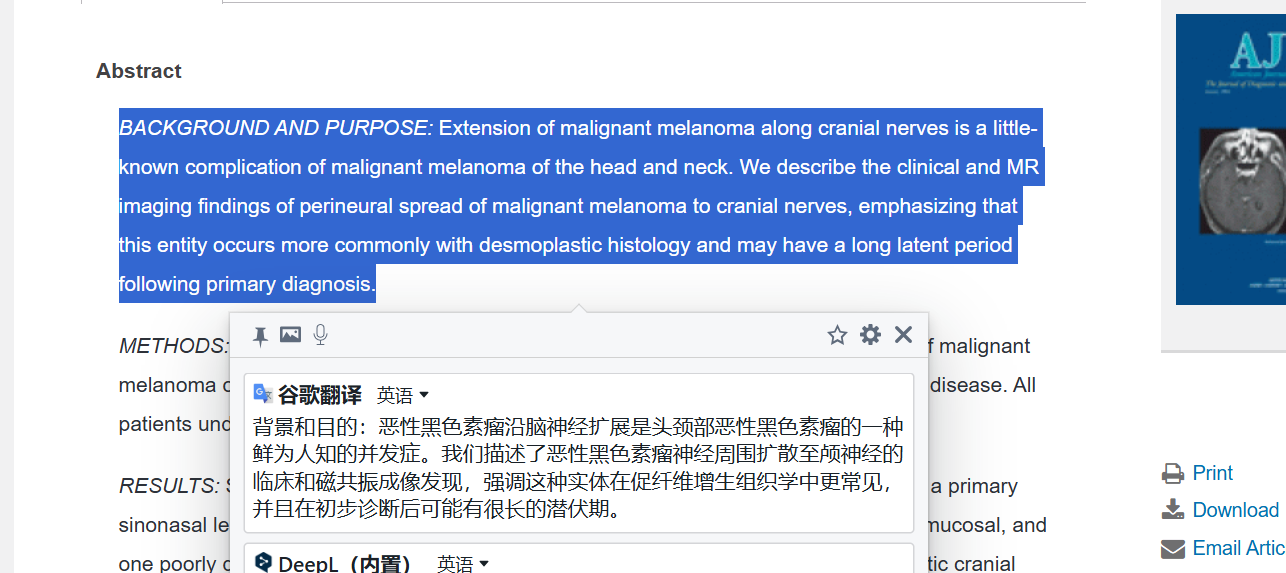 Abstract
BACKGROUND AND PURPOSE: Extension of malignant melanoma along cranial nerves is a little-
known complication of malignant melanoma of the head and neck. We describe the clinical and MR
imaging findings of perineural spread of malignant melanoma to cranial nerves, emphasizing that
this entity occurs more commonly with desmoplastic histology and may have a long latent period
following primary diagnosis.
METHODS: f malignant
melanoma disease. All
patients
RESULTS: a primary
sinonasal mucosal, and
one poorly tic cranial
谷歌翻译 英语
背景和目的：恶性黑色素瘤沿脑神经扩展是头颈部恶性黑色素瘤的一种
鲜为人知的并发症。我们描述了恶性黑色素瘤神经周围扩散至颅神经的
临床和磁共振成像发现，强调这种实体在促纤维增生组织学中更常见，
并且在初步诊断后可能有很长的潜伏期。
DeepL（内置） 英语
AJ
Print
Download
Email Artic